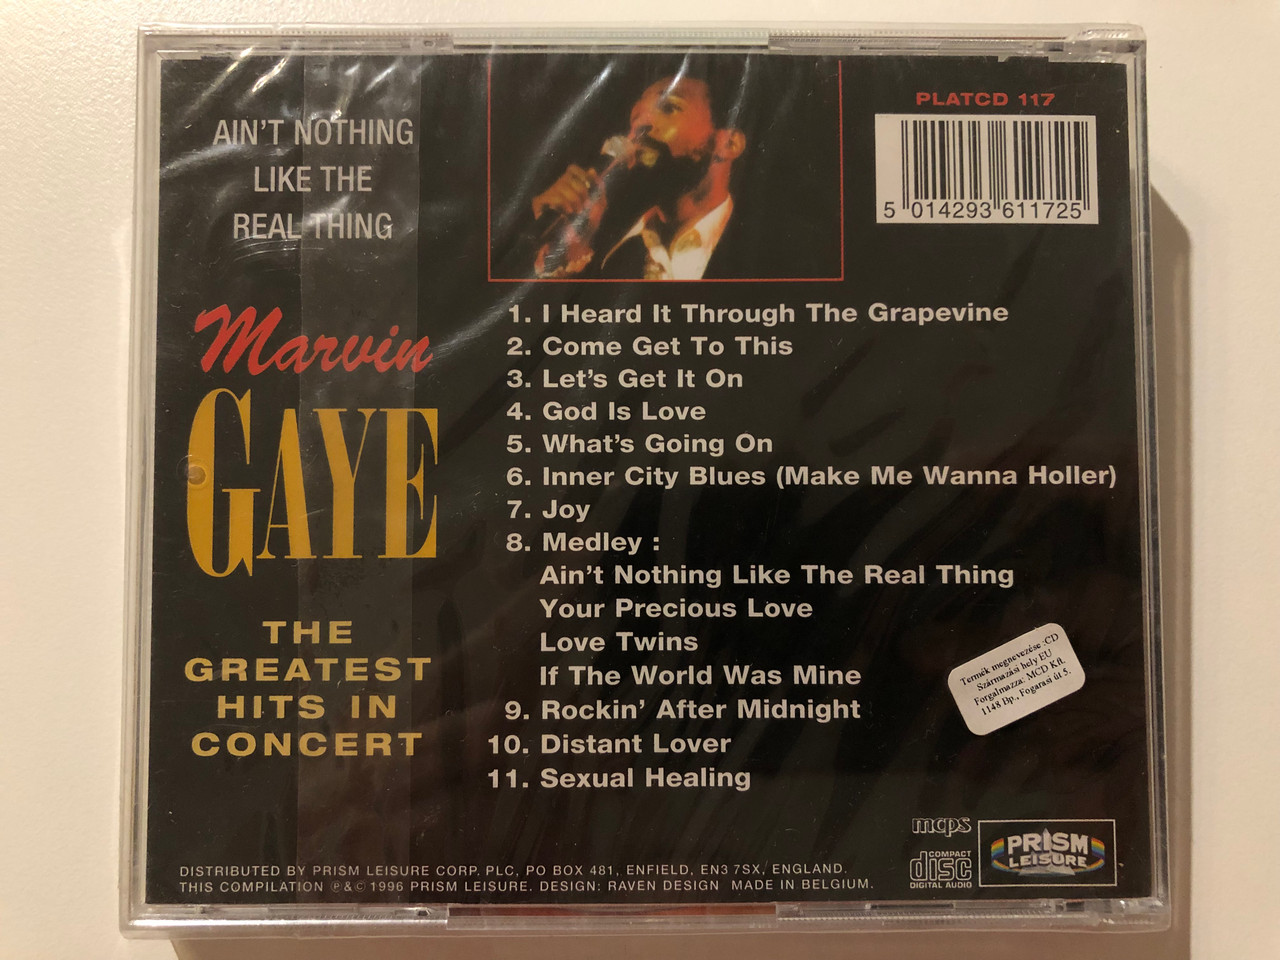 AIN'T NOTHING
LIKE THE
REAL THING
Marvin
GAYE
THE
GREATEST
HITS IN
CONCERT
PLATCD 117
5 014293 611725
1. I Heard It Through The Grapevine
2. Come Get To This
3. Let's Get It On
4. God Is Love
5. What's Going On
6. Inner City Blues (Make Me Wanna Holler)
7. Joy
8. Medley :
Ain't Nothing Like The Real Thing
Your Precious Love
Love Twins
If The World Was Mine
9. Rockin' After Midnight
10. Distant Lover
11. Sexual Healing
Termék megnevezése :CD
Származási hely EU
Forgalmazza: MCD Kft.
1148 Bp., Fogarasi út 5.
mcps
COMPACT
disc
DIGITAL AUDIO
PRISM
LEISURE
DISTRIBUTED BY PRISM LEISURE CORP. PLC, PO BOX 481, ENFIELD, EN3 7SX, ENGLAND.
THIS COMPILATION ℗ & © 1996 PRISM LEISURE. DESIGN: RAVEN DESIGN MADE IN BELGIUM.